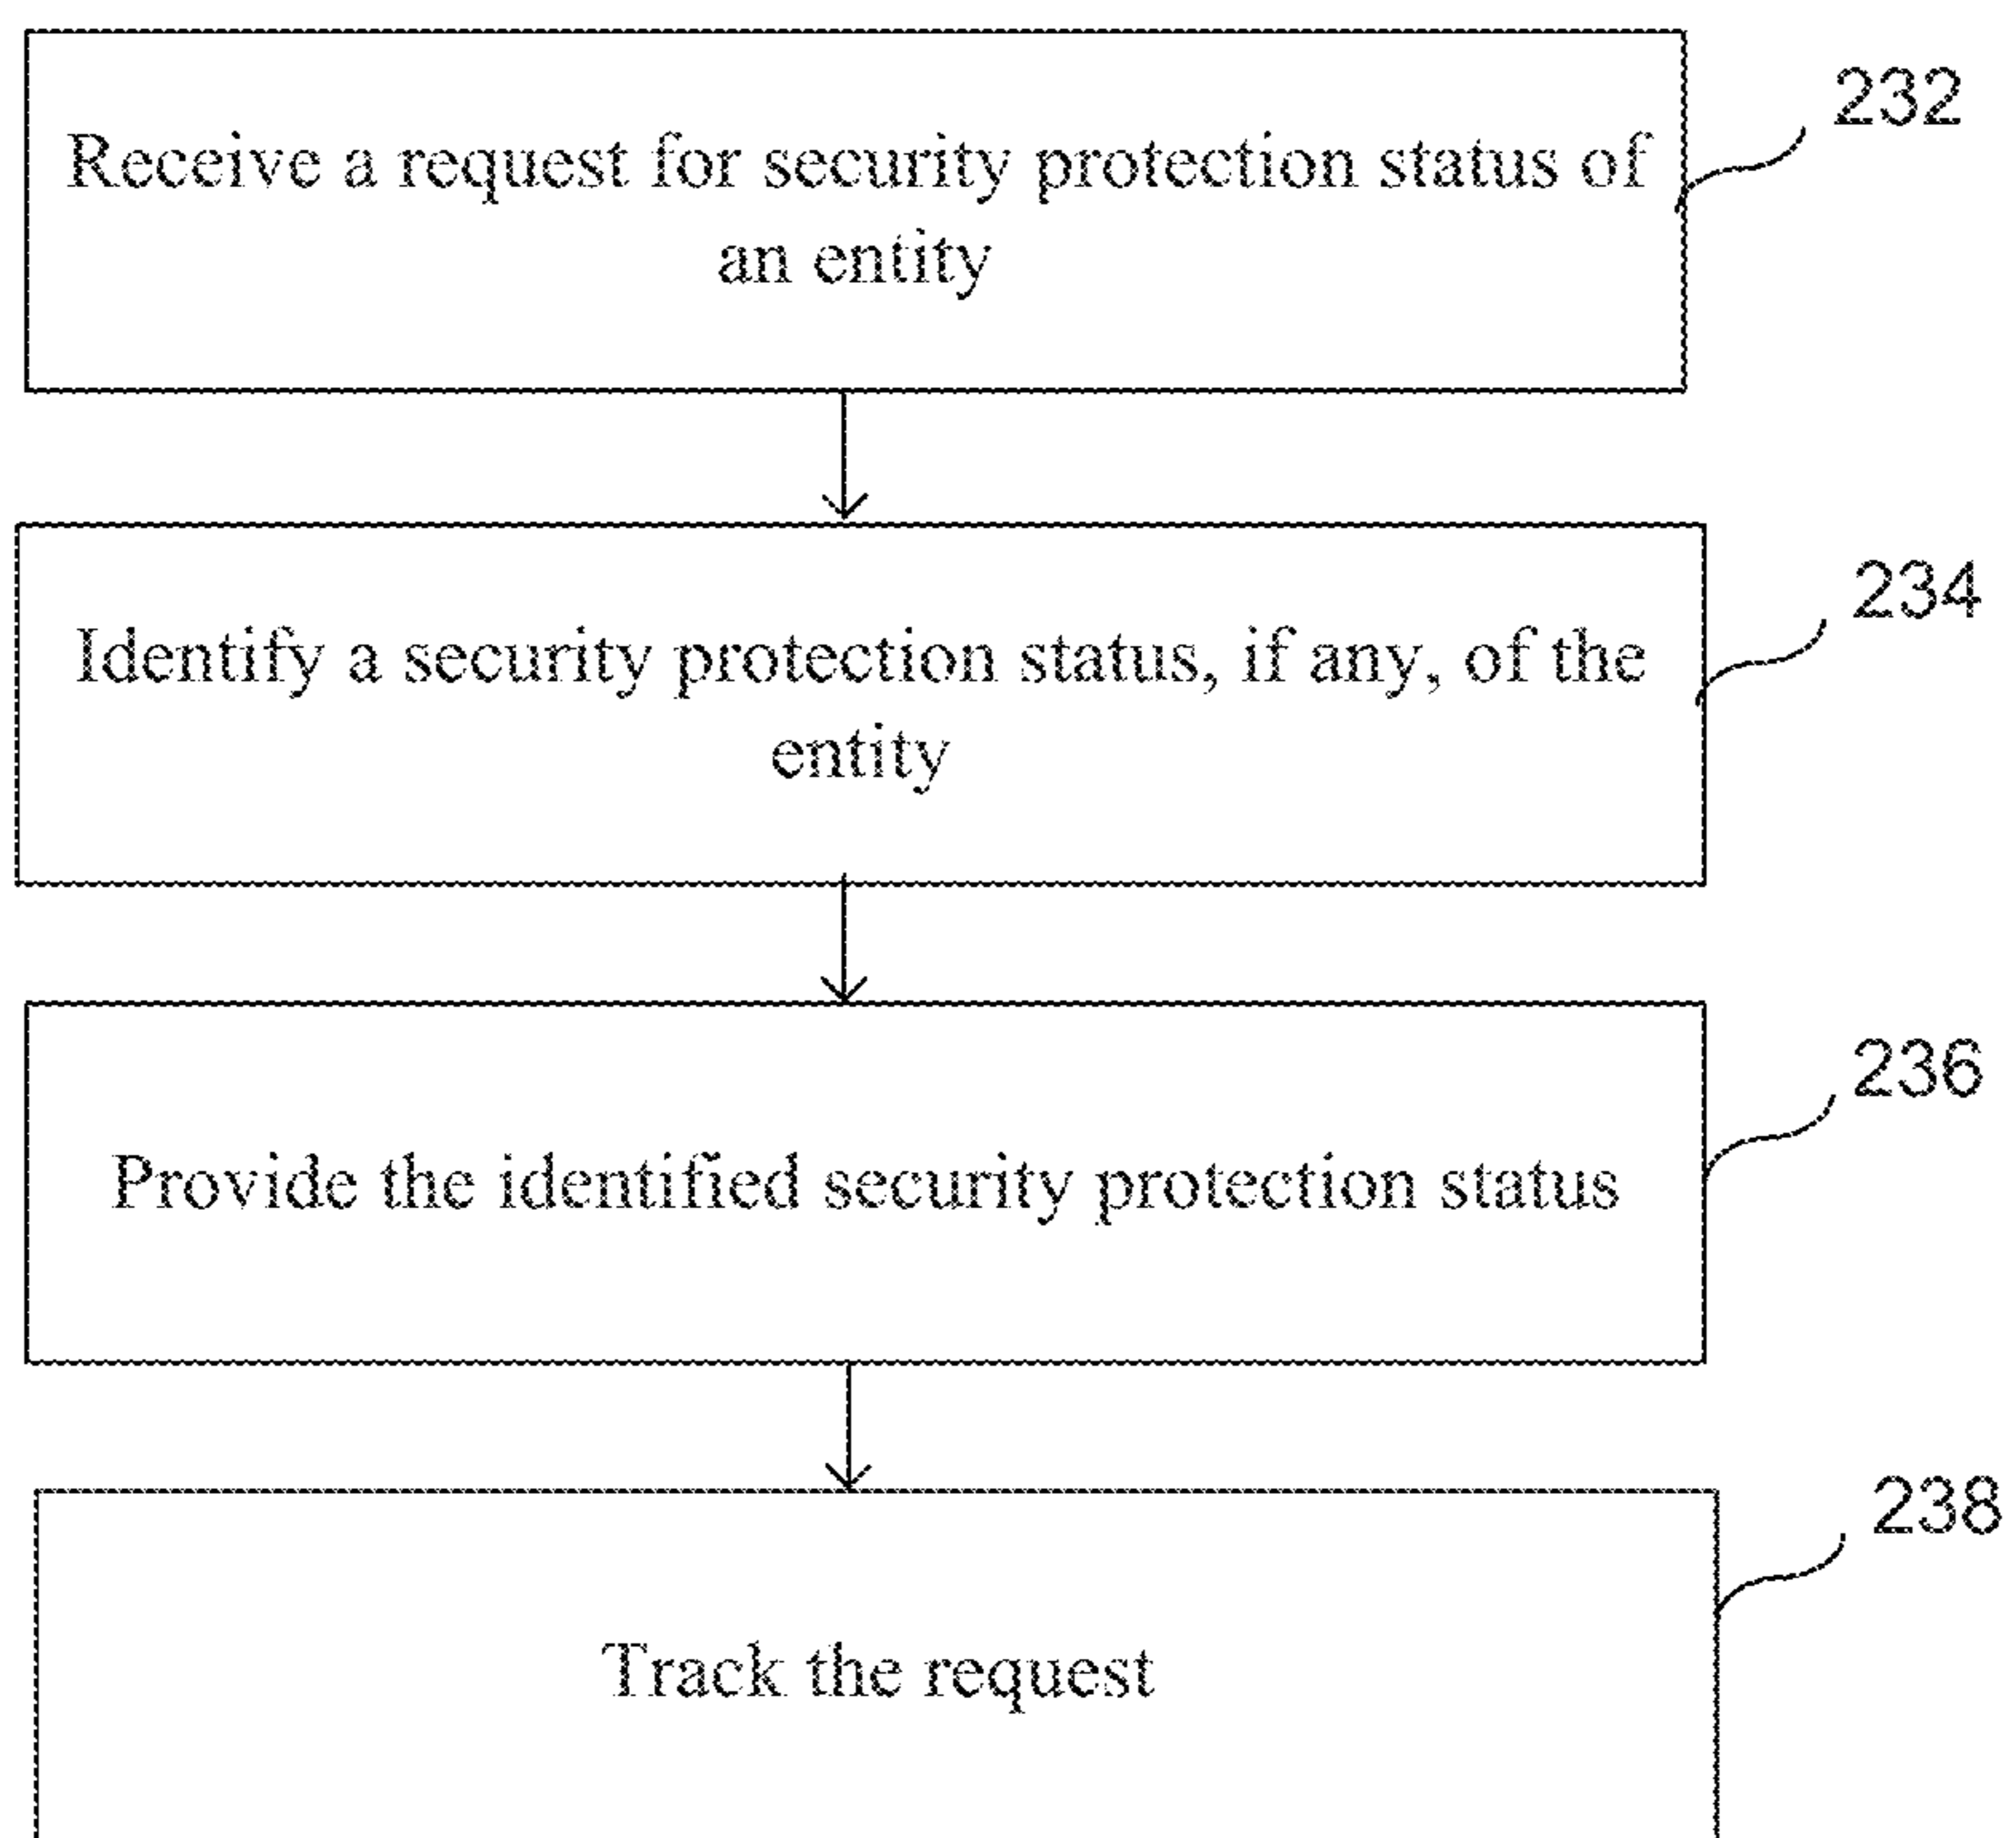 232
Receive a request for security protection status of
an entity
234
Identify a security protection status, if any, of the
entity
236
Provide the identified security protection status
238
Track the request